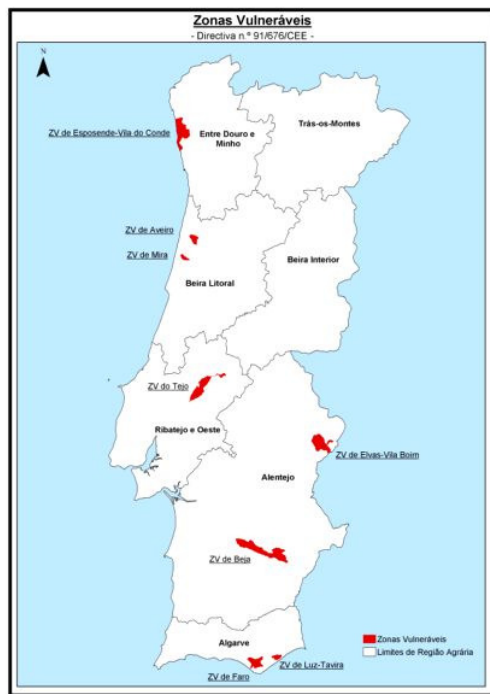 Zonas Vulneráveis
- Directiva n.º 91/676/CEE -
N
Trás-os-Montes
ZV de Esposende-Vila do Conde
Entre Douro e
Minho
ZV de Aveiro
ZV de Mira
Beira Interior
Beira Litoral
ZV do Tejo
Ribatejo e Oeste
ZV de Elvas-Vila Boim
Alentejo
ZV de Beja
Algarve
Zonas Vulneráveis
Limites de Região Agrária
ZV de Luz-Tavira
ZV de Faro